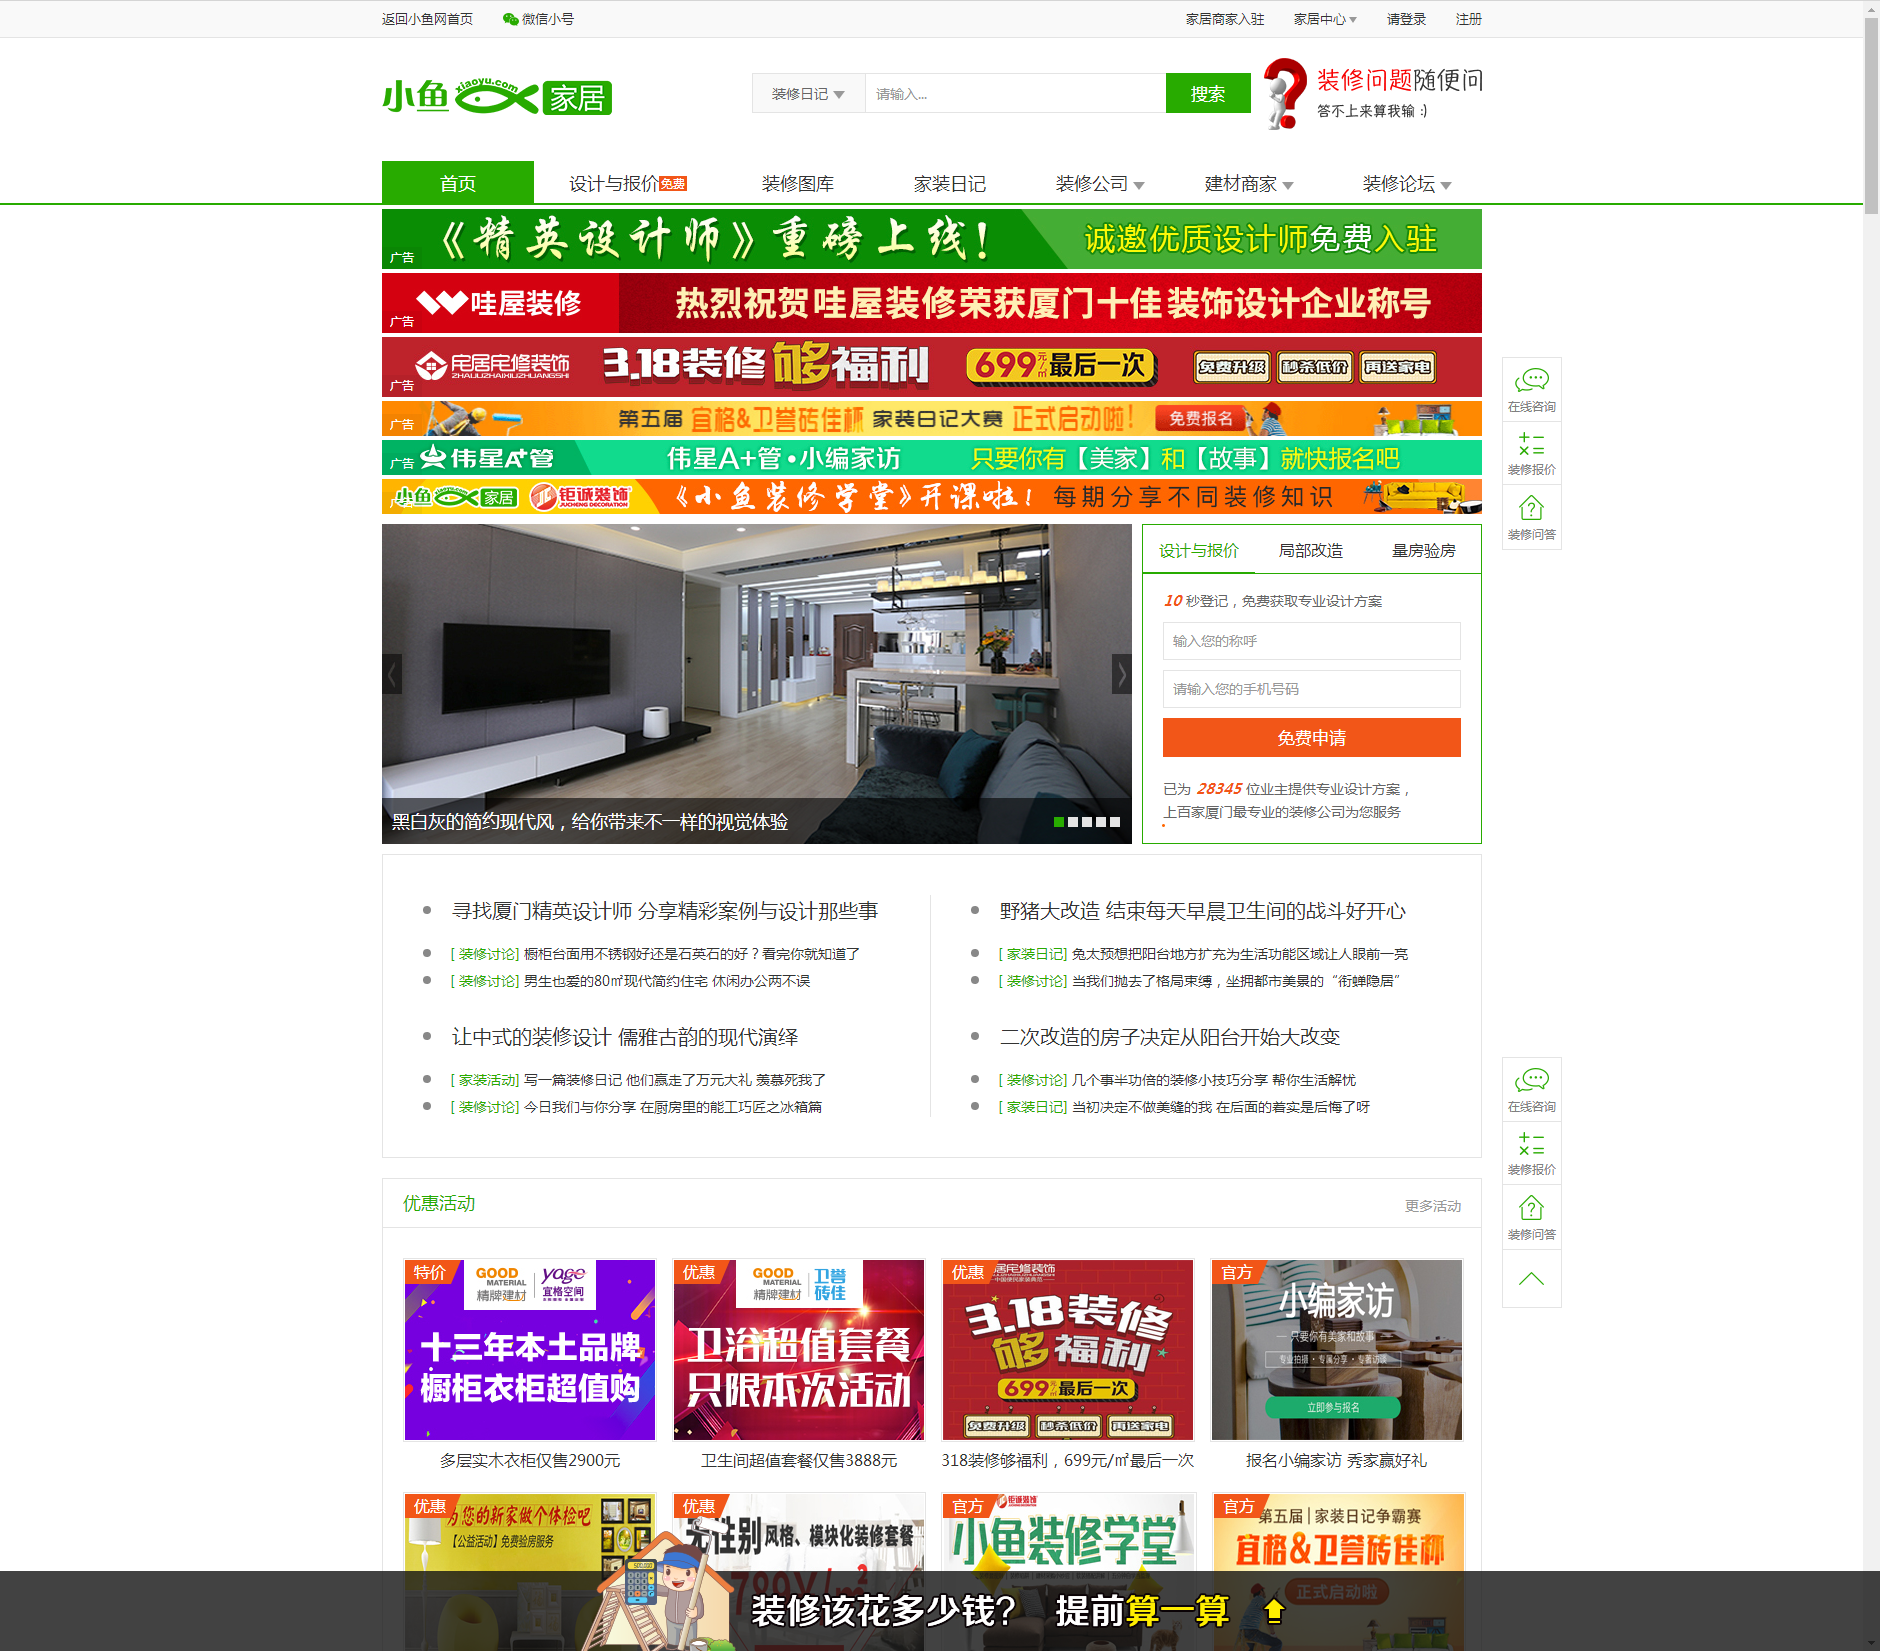 返回小鱼网首页 微信小号 家居商家入驻 家居中心 请登录 注册
小鱼 xiaoyu.com 家居
装修日记 请输入... 搜索
装修问题随便问
答不上来算我输 :)
首页 设计与报价 免费 装修图库 家装日记 装修公司 建材商家 装修论坛
《精英设计师》重磅上线! 诚邀优质设计师免费入驻
广告
哇屋装修 热烈祝贺哇屋装修荣获厦门十佳装饰设计企业称号
广告
宅居宅修装饰 3.18装修够福利 699元/㎡最后一次 免费升级 秒杀低价 再送家电
ZHAIJUZHAIXIUZHUANGSHI
广告
广告 第五届 宜格&卫誉砖佳杯 家装日记大赛 正式启动啦! 免费报名
广告 伟星A+管 伟星A+管•小编家访 只要你有【美家】和【故事】就快报名吧
小鱼 家居 钜诚装饰 JUCHENG DECORATION 《小鱼装修学堂》开课啦! 每期分享不同装修知识
黑白灰的简约现代风，给你带来不一样的视觉体验
设计与报价 局部改造 量房验房
10 秒登记，免费获取专业设计方案
输入您的称呼
请输入您的手机号码
免费申请
已为 28345 位业主提供专业设计方案，
上百家厦门最专业的装修公司为您服务
在线咨询
装修报价
装修问答
寻找厦门精英设计师 分享精彩案例与设计那些事
[ 装修讨论] 橱柜台面用不锈钢好还是石英石的好？看完你就知道了
[ 装修讨论] 男生也爱的80㎡现代简约住宅 休闲办公两不误
让中式的装修设计 儒雅古韵的现代演绎
[ 家装活动] 写一篇装修日记 他们赢走了万元大礼 羡慕死我了
[ 装修讨论] 今日我们与你分享 在厨房里的能工巧匠之冰箱篇
野猪大改造 结束每天早晨卫生间的战斗好开心
[ 家装日记] 兔太预想把阳台地方扩充为生活功能区域让人眼前一亮
[ 装修讨论] 当我们抛去了格局束缚，坐拥都市美景的“衔蝉隐居”
二次改造的房子决定从阳台开始大改变
[ 装修讨论] 几个事半功倍的装修小技巧分享 帮你生活解忧
[ 家装日记] 当初决定不做美缝的我 在后面的着实是后悔了呀
在线咨询
装修报价
装修问答
优惠活动 更多活动
特价 GOOD MATERIAL 精牌建材 yage 宜格空间
十三年本土品牌
橱柜衣柜超值购
多层实木衣柜仅售2900元
优惠 GOOD MATERIAL 精牌建材 卫誉砖佳
卫浴超值套餐
只限本次活动
卫生间超值套餐仅售3888元
优惠 居宅修装饰
3.18装修
够福利
699元/㎡最后一次
免费升级 秒杀低价 再送家电
318装修够福利，699元/㎡最后一次
官方 小编家访
只要你有美家和故事
专业拍摄·专属分享·专著访谈
立即参与报名
报名小编家访 秀家赢好礼
优惠 为您的新家做个体检吧
【公益活动】免费验房服务
优惠 无性别风格、模块化装修套餐
官方 钜诚装饰
小鱼装修学堂
官方 第五届 | 家装日记争霸赛
宜格&卫誉砖佳杯
正式启动啦
装修该花多少钱？ 提前算一算